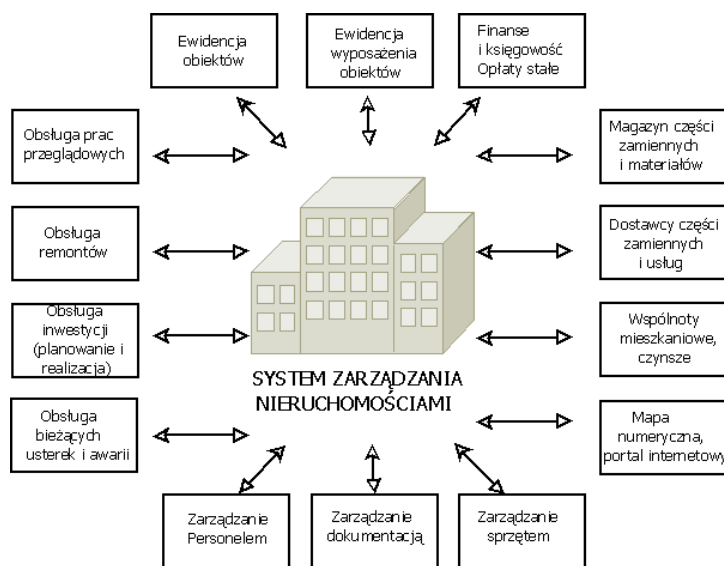 Ewidencja
obiektów
Ewidencja
wyposażenia
obiektów
Finanse
i księgowość
Opłaty stałe
Obsługa prac
przeglądowych
Magazyn części
zamiennych
i materiałów
Obsługa
remontów
Dostawcy części
zamiennych
i usług
Obsługa
inwestycji
(planowanie i
realizacja)
Wspólnoty
mieszkaniowe,
czynsze
SYSTEM ZARZĄDZANIA
NIERUCHOMOŚCIAMI
Obsługa
bieżących
usterek i awarii
Mapa
numeryczna,
portal internetowy
Zarządzanie
Personelem
Zarządzanie
dokumentacją
Zarządzanie
sprzętem